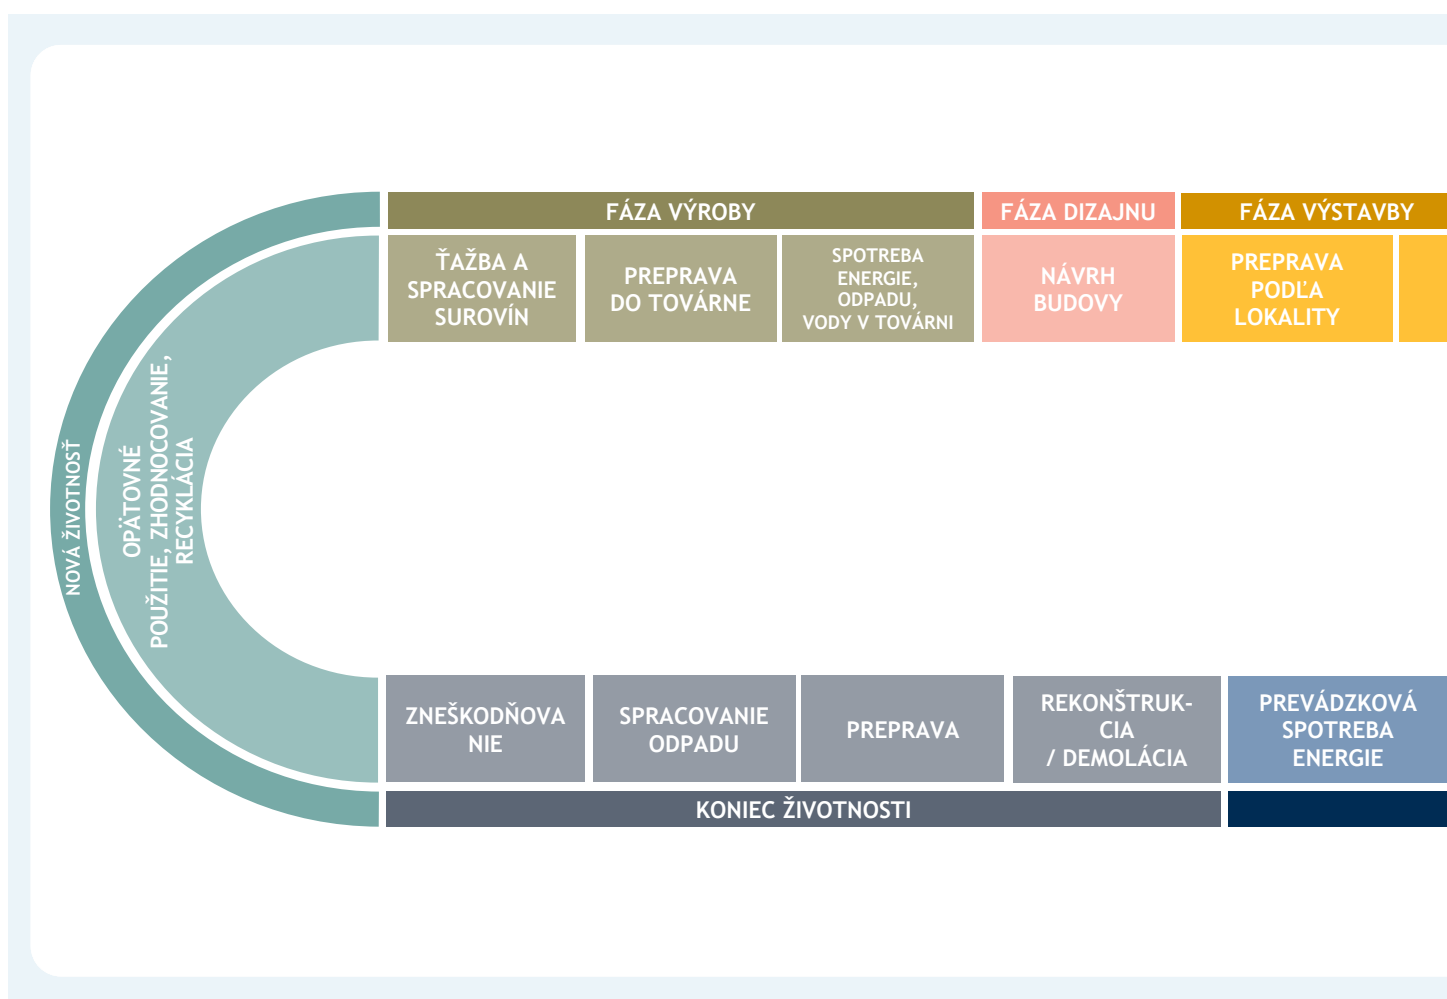 FÁZA VÝROBY
FÁZA DIZAJNU
FÁZA VÝSTAVBY
ŤAŽBA A
SPRACOVANIE
SUROVÍN
PREPRAVA
DO TOVÁRNE
SPOTREBA
ENERGIE,
ODPADU,
VODY V TOVÁRNI
NÁVRH
BUDOVY
PREPRAVA
PODĽA
LOKALITY
NOVÁ ŽIVOTNOSŤ
OPÄTOVNÉ
POUŽITIE, ZHODNOCOVANIE,
RECYKLÁCIA
ZNEŠKODŇOVA
NIE
SPRACOVANIE
ODPADU
PREPRAVA
REKONŠTRUK-
CIA
/ DEMOLÁCIA
PREVÁDZKOVÁ
SPOTREBA
ENERGIE
KONIEC ŽIVOTNOSTI